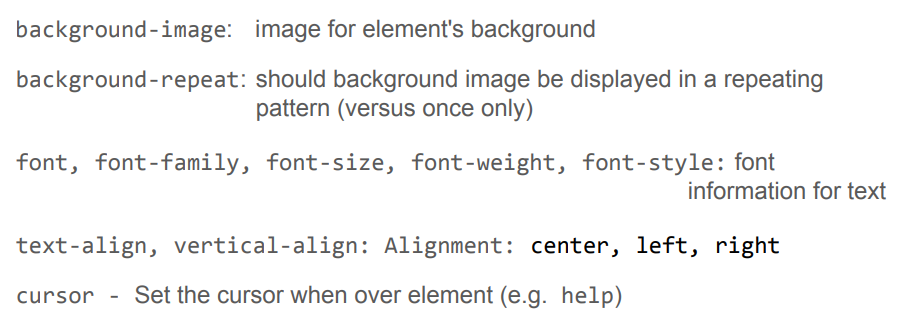 background-image: image for element's background
background-repeat: should background image be displayed in a repeating
pattern (versus once only)
font, font-family, font-size, font-weight, font-style: font
information for text
text-align, vertical-align: Alignment: center, left, right
cursor - Set the cursor when over element (e.g. help)